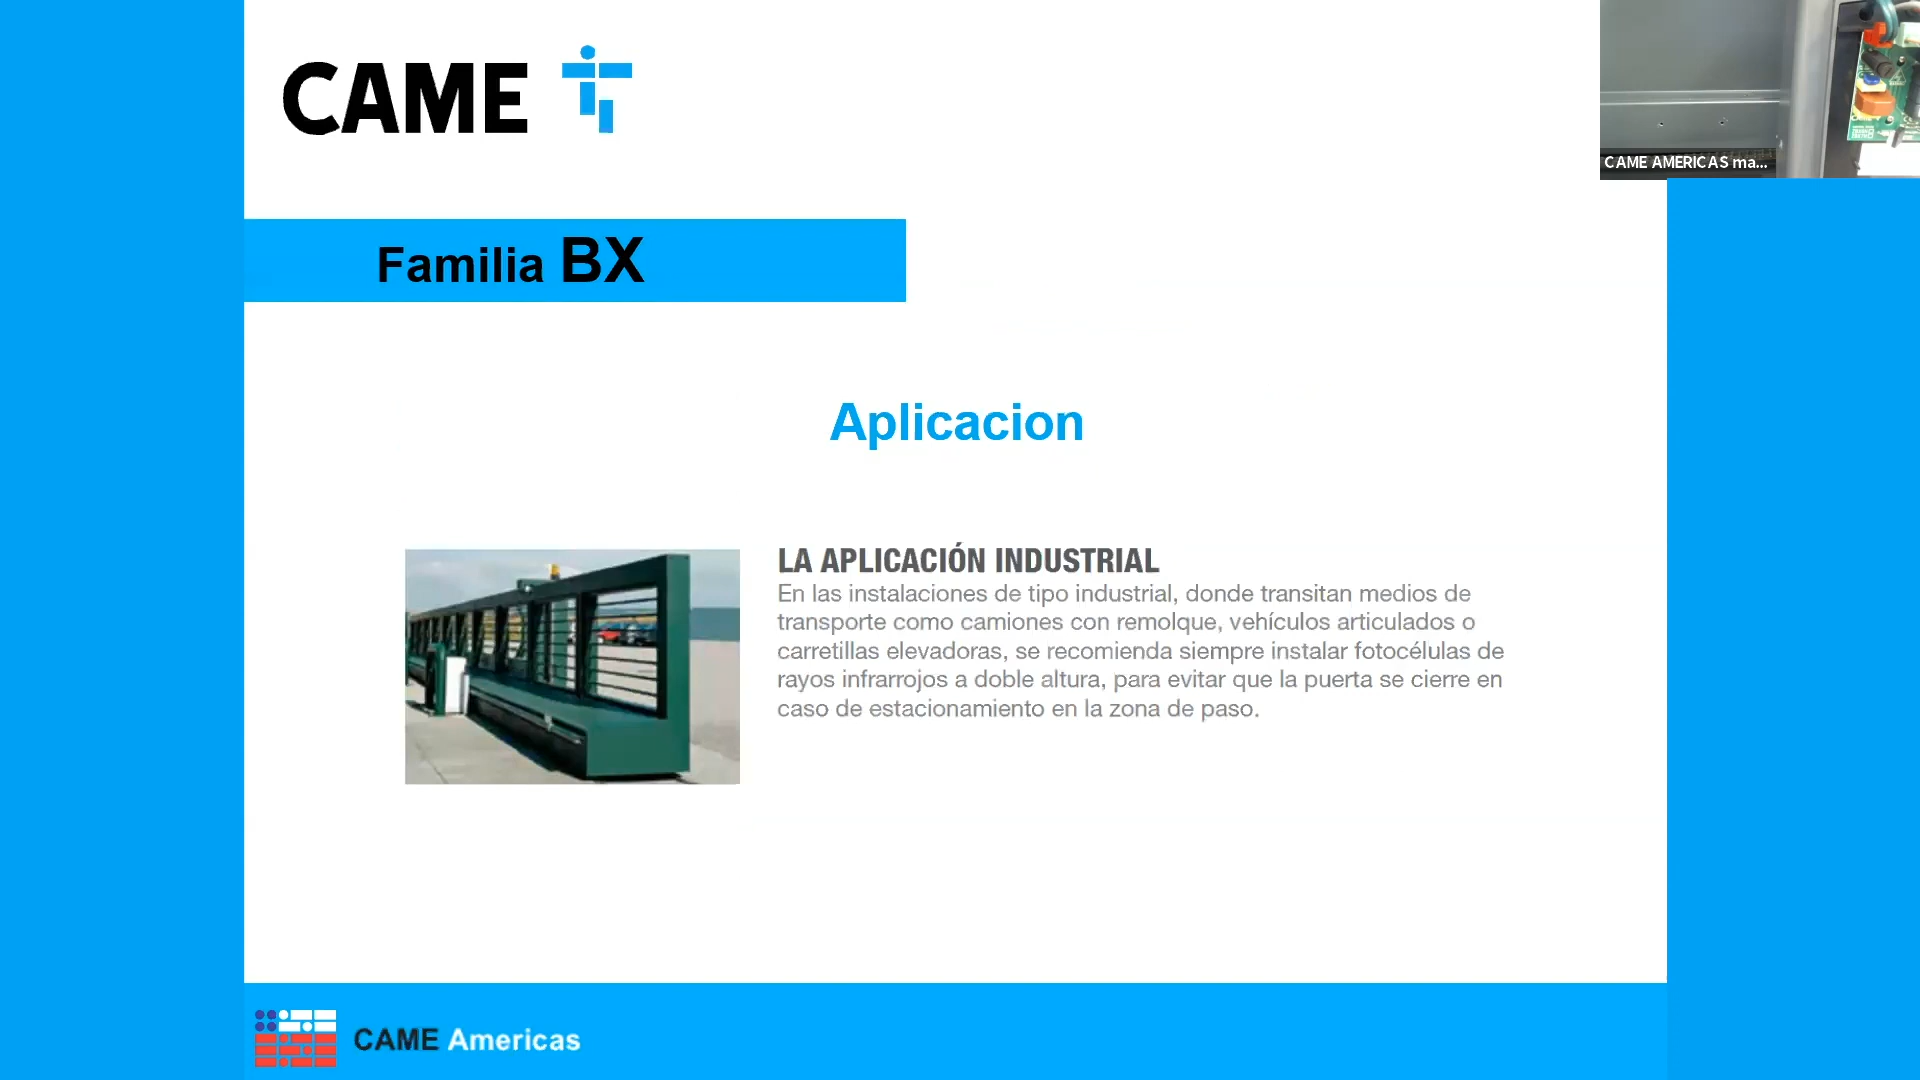 CAME
CAME AMERICAS ma...
Familia BX
Aplicacion
LA APLICACIÓN INDUSTRIAL
En las instalaciones de tipo industrial, donde transitan medios de
transporte como camiones con remolque, vehículos articulados o
carretillas elevadoras, se recomienda siempre instalar fotocélulas de
rayos infrarrojos a doble altura, para evitar que la puerta se cierre en
caso de estacionamiento en la zona de paso.
CAME Americas